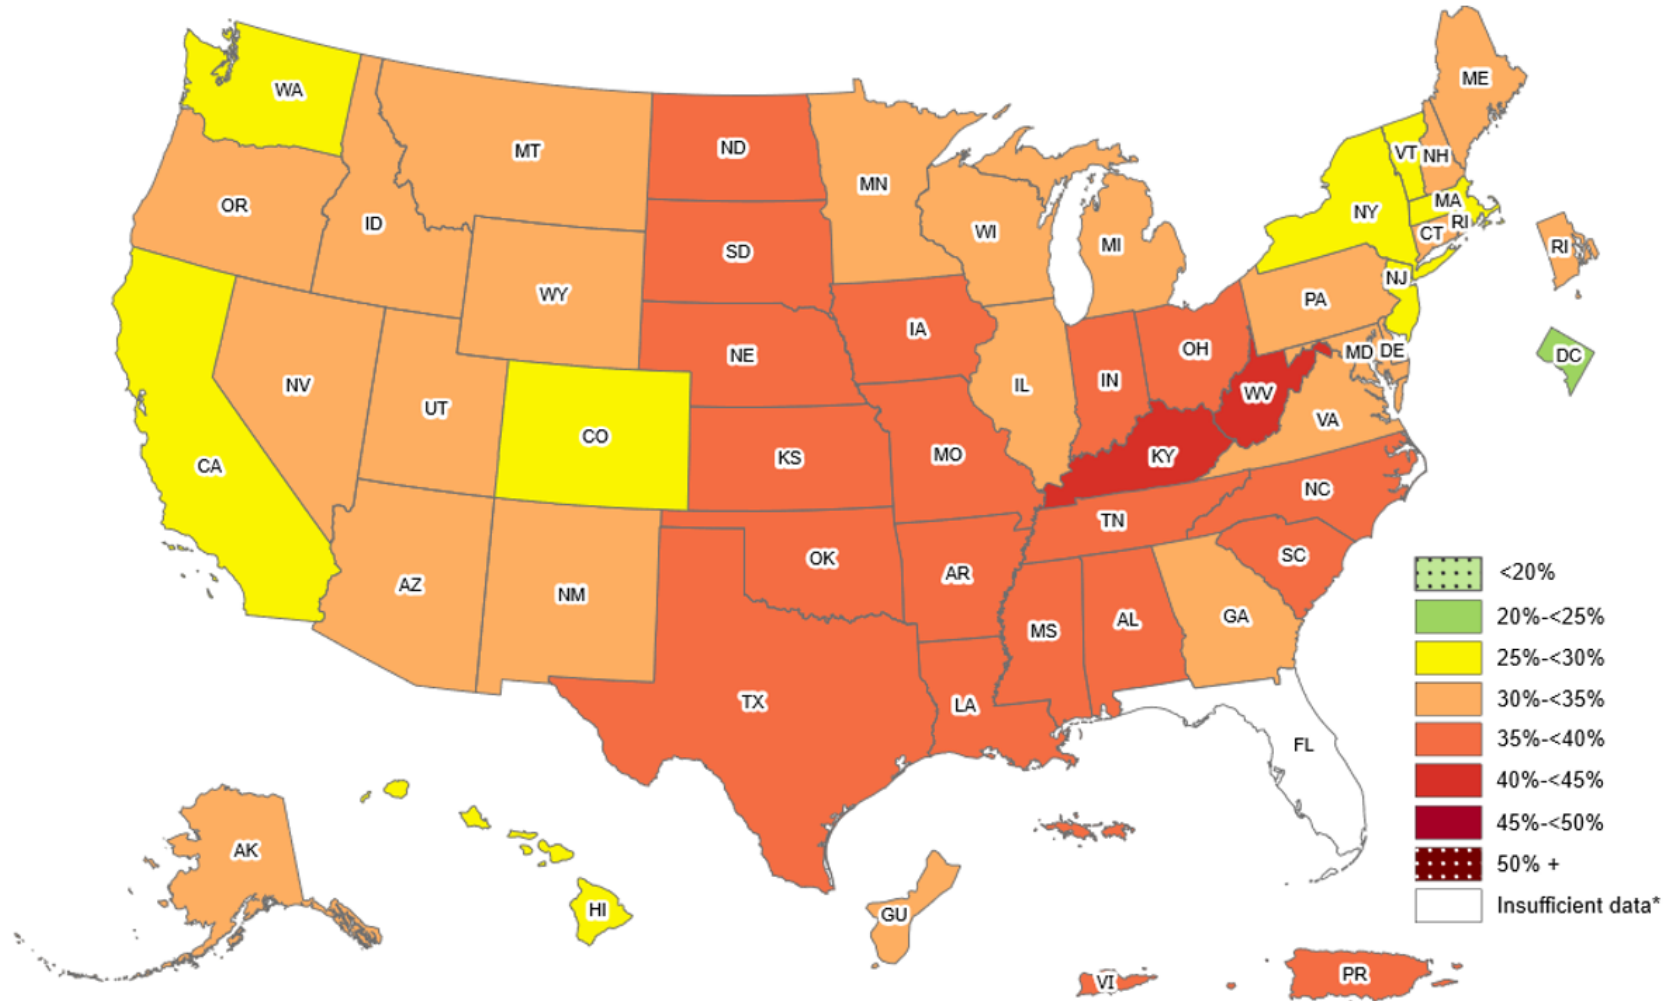 ME
WA
MT
ND
VT
NH
MN
OR
ID
NY
MA
RI
WI
CT
MI
RI
SD
NJ
WY
PA
IA
NE
OH
MD
DE
DC
NV
IL
IN
WV
UT
CO
VA
KS
MO
KY
CA
NC
TN
OK
SC
AR
AZ
NM
<20%
20%-<25%
MS
AL
GA
25%-<30%
TX
LA
30%-<35%
35%-<40%
FL
40%-<45%
45%-<50%
AK
50% +
HI
GU
Insufficient data*
VI
PR